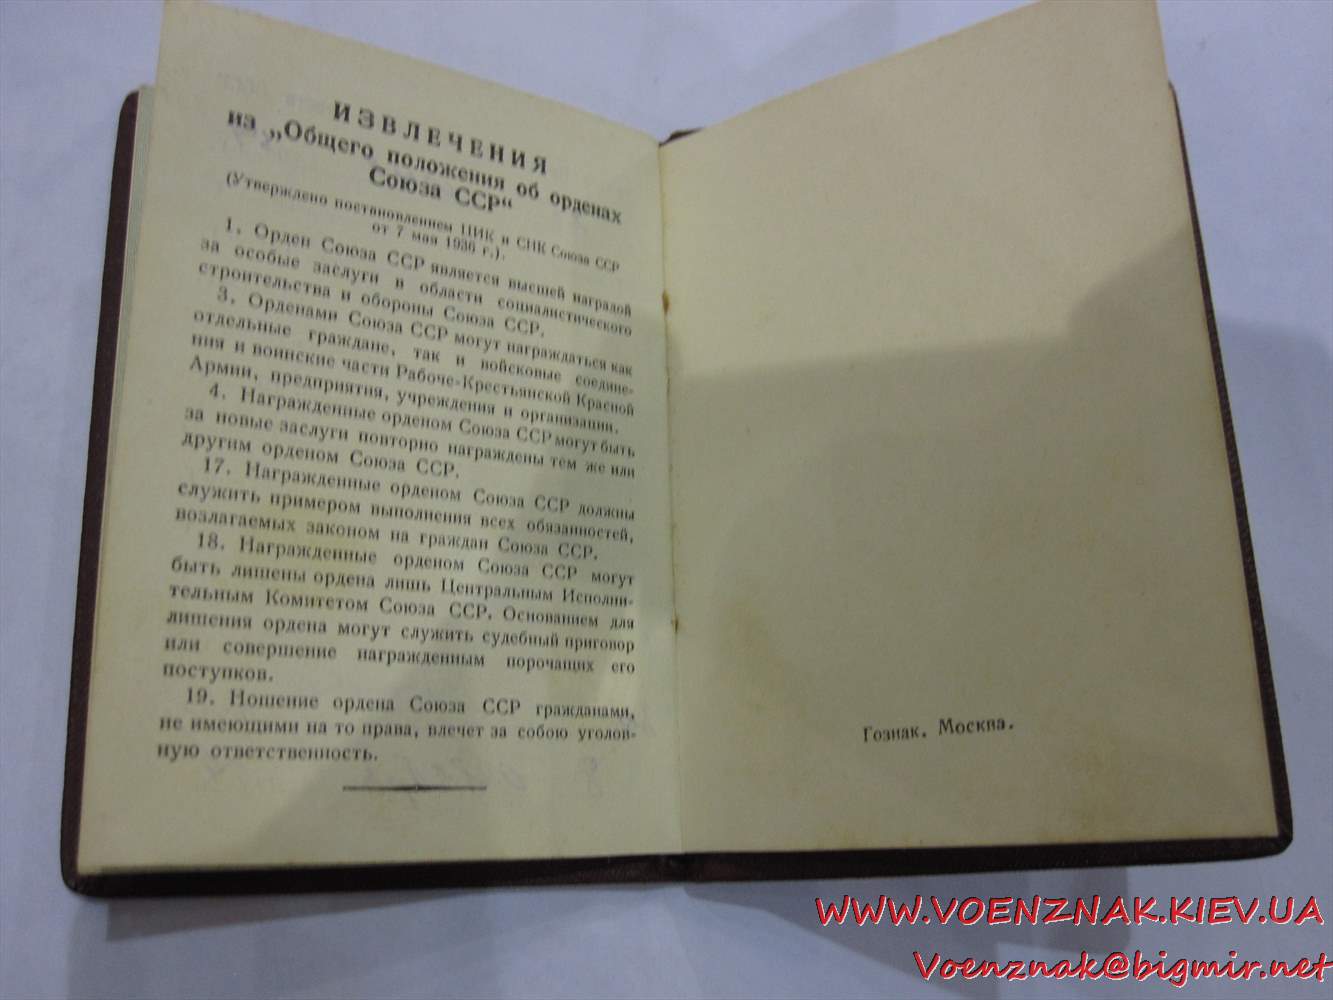 ИЗВЛЕЧЕНИЯ
из „Общего положения об орденах
Союза ССР“
(Утверждено постановлением ЦИК и СНК Союза ССР
от 7 мая 1936 г.).
1. Орден Союза ССР является высшей наградой
за особые заслуги в области социалистического
строительства и обороны Союза ССР.
3. Орденами Союза ССР могут награждаться как
отдельные граждане, так и войсковые соедине-
ния и воинские части Рабоче-Крестьянской Красной
Армии, предприятия, учреждения и организации.
4. Награжденные орденом Союза ССР могут быть
за новые заслуги повторно награждены тем же или
другим орденом Союза ССР.
17. Награжденные орденом Союза ССР должны
служить примером выполнения всех обязанностей,
возлагаемых законом на граждан Союза ССР.
18. Награжденные орденом Союза ССР могут
быть лишены ордена лишь Центральным Исполни-
тельным Комитетом Союза ССР. Основанием для
лишения ордена могут служить судебный приговор
или совершение награжденным порочащих его
поступков.
19. Ношение ордена Союза ССР гражданами,
не имеющими на то права, влечет за собою уголов-
ную ответственность.
Гознак. Москва.
WWW.VOENZNAK.KIEV.UA
Voenznak@bigmir.net